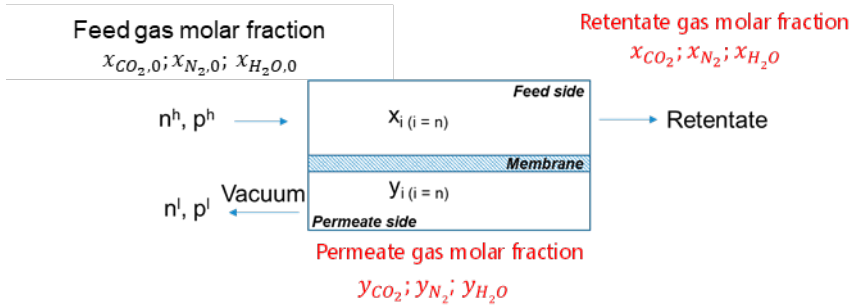 Feed gas molar fraction
x_{CO_2,0}; x_{N_2,0}; x_{H_2O,0}
Retentate gas molar fraction
x_{CO_2}; x_{N_2}; x_{H_2O}
Feed side
n^h, p^h
x_{i (i = n)}
Retentate
Membrane
Vacuum
n^l, p^l
y_{i (i = n)}
Permeate side
Permeate gas molar fraction
y_{CO_2}; y_{N_2}; y_{H_2O}